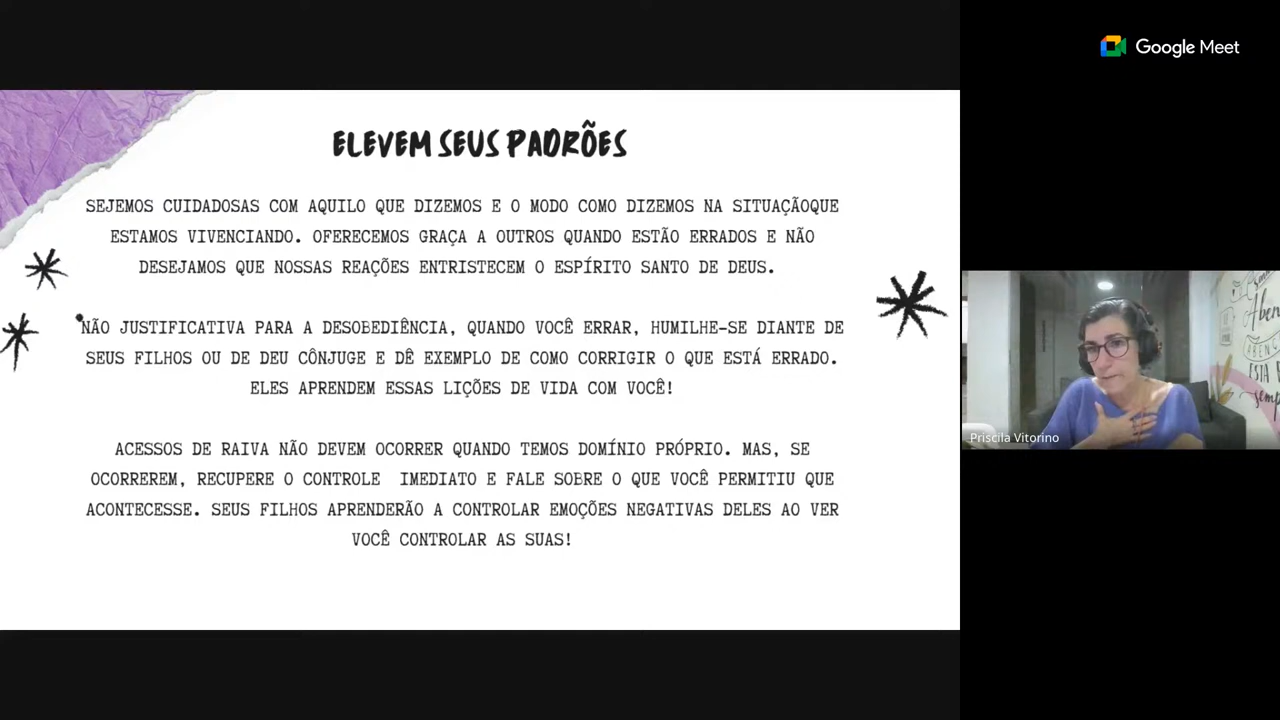 Google Meet
ELEVEM SEUS PADRÕES
SEJEMOS CUIDADOSAS COM AQUILO QUE DIZEMOS E O MODO COMO DIZEMOS NA SITUAÇÃOQUE
ESTAMOS VIVENCIANDO. OFERECEMOS GRAÇA A OUTROS QUANDO ESTÃO ERRADOS E NÃO
DESEJAMOS QUE NOSSAS REAÇÕES ENTRISTECEM O ESPÍRITO SANTO DE DEUS.
NÃO JUSTIFICATIVA PARA A DESOBEDIÊNCIA, QUANDO VOCÊ ERRAR, HUMILHE-SE DIANTE DE
SEUS FILHOS OU DE DEU CÔNJUGE E DÊ EXEMPLO DE COMO CORRIGIR O QUE ESTÁ ERRADO.
ELES APRENDEM ESSAS LIÇÕES DE VIDA COM VOCÊ!
ACESSOS DE RAIVA NÃO DEVEM OCORRER QUANDO TEMOS DOMÍNIO PRÓPRIO. MAS, SE
OCORREREM, RECUPERE O CONTROLE IMEDIATO E FALE SOBRE O QUE VOCÊ PERMITIU QUE
ACONTECESSE. SEUS FILHOS APRENDERÃO A CONTROLAR EMOÇÕES NEGATIVAS DELES AO VER
VOCÊ CONTROLAR AS SUAS!
Priscila Vitorino